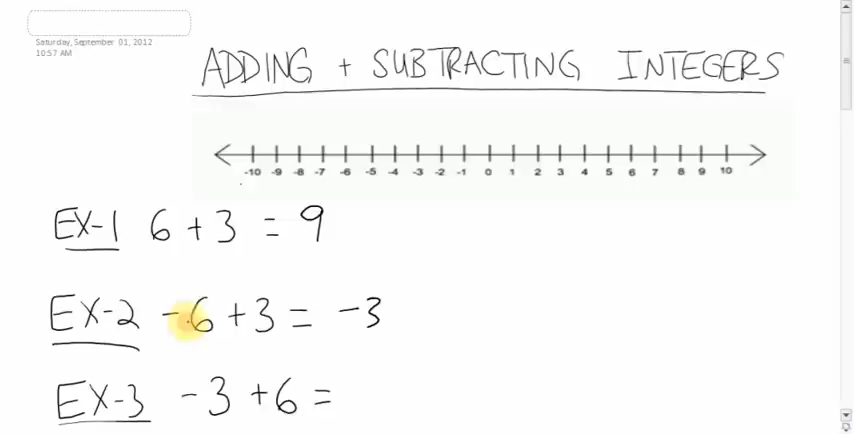 Saturday, September 01, 2012
10:57 AM
ADDING + SUBTRACTING INTEGERS
-10 -9 -8 -7 -6 -5 -4 -3 -2 -1 0 1 2 3 4 5 6 7 8 9 10
EX-1 6 + 3 = 9
EX-2 -6 + 3 = -3
EX-3 -3 + 6 =